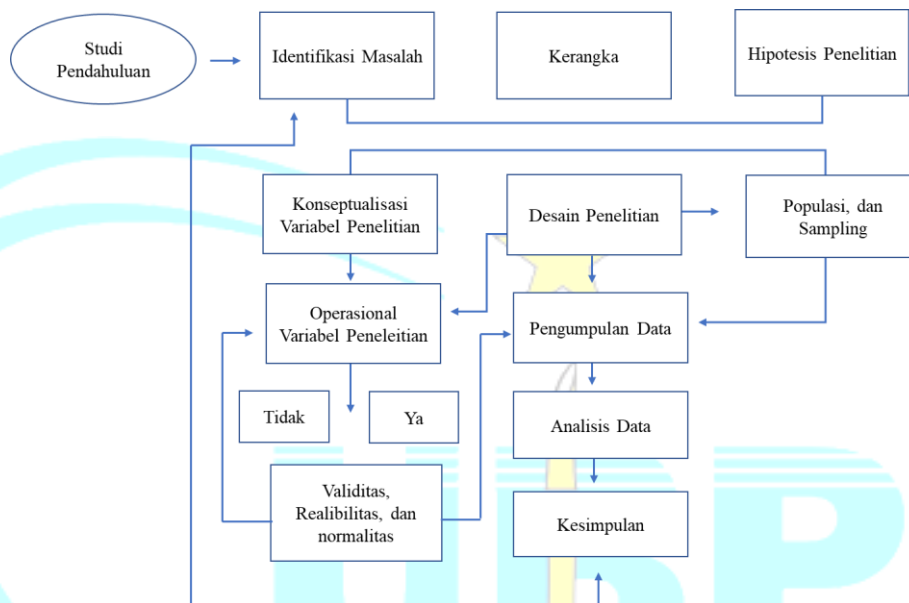 Studi
Pendahuluan
Identifikasi Masalah
Kerangka
Hipotesis Penelitian
Konseptualisasi
Variabel Penelitian
Desain Penelitian
Populasi, dan
Sampling
Operasional
Variabel Peneleitian
Pengumpulan Data
Tidak
Ya
Analisis Data
Validitas,
Realibilitas, dan
normalitas
Kesimpulan
UBP